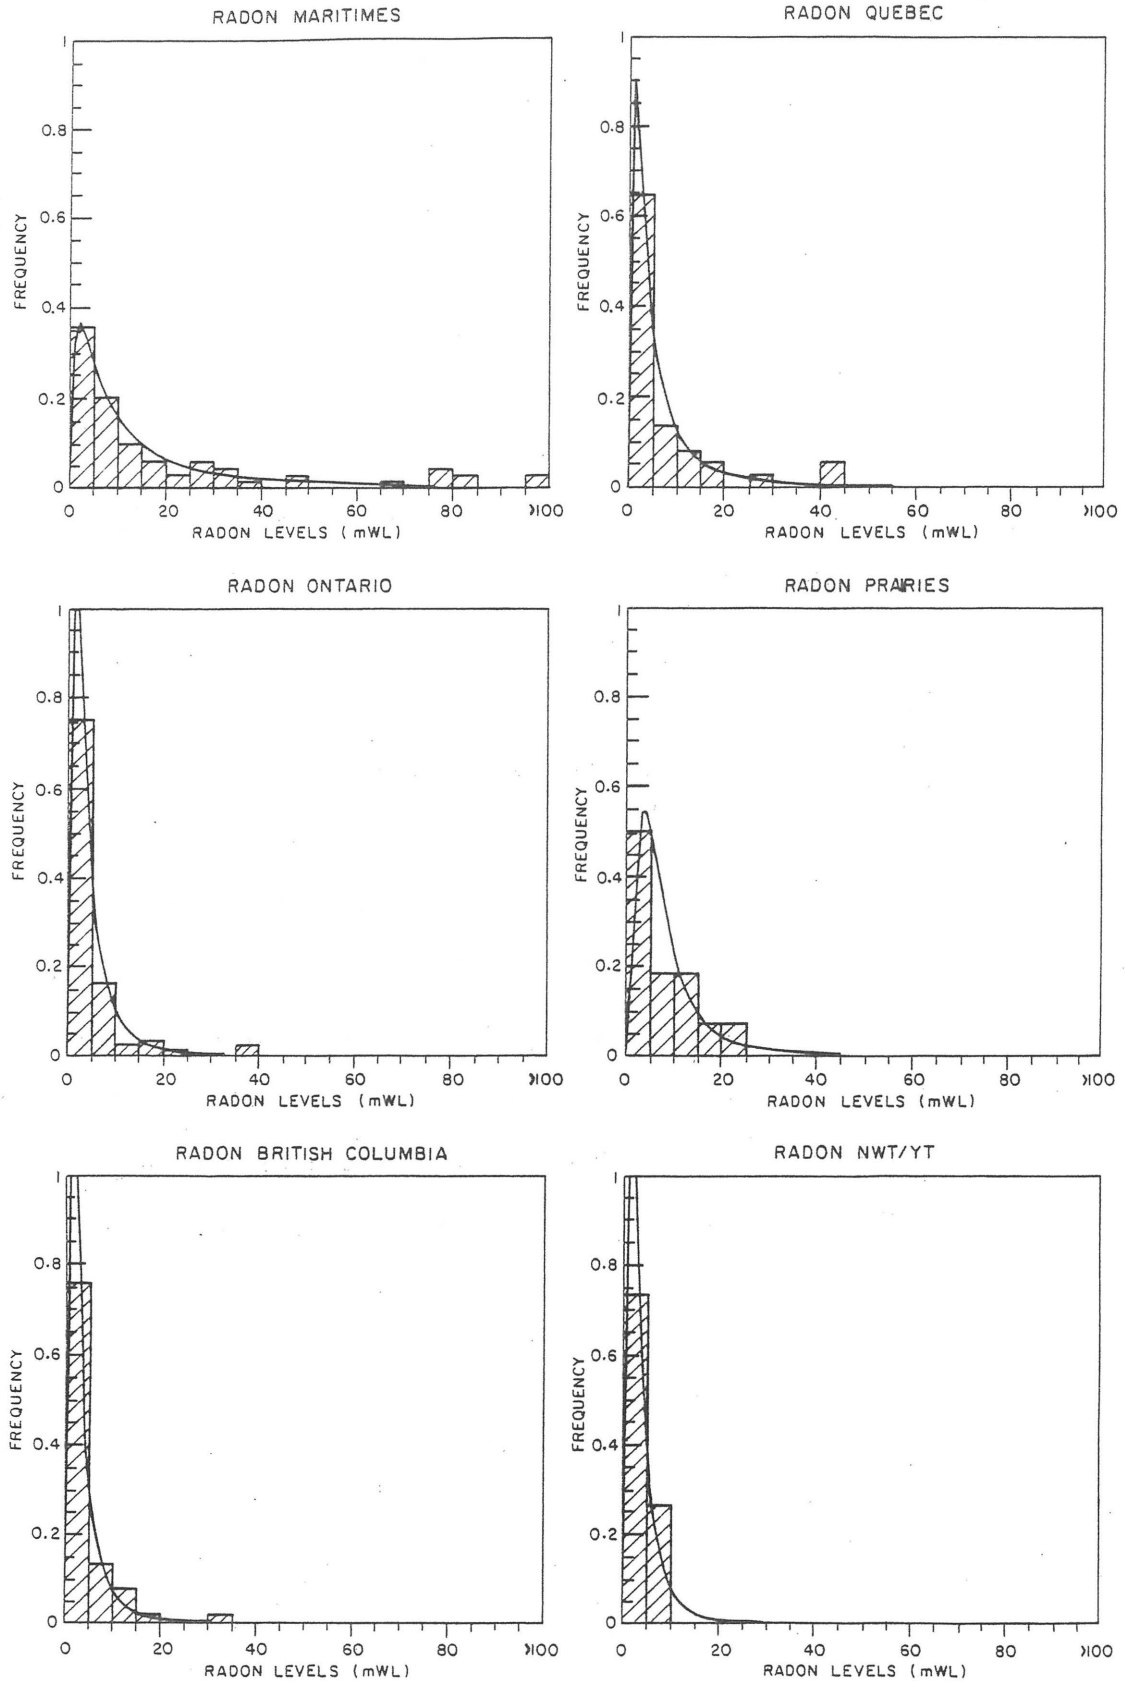 RADON MARITIMES
1
0.8
0.6
0.4
0.2
0
FREQUENCY
0 20 40 60 80 >100
RADON LEVELS (mWL)
RADON QUEBEC
1
0.8
0.6
0.4
0.2
0
FREQUENCY
0 20 40 60 80 >100
RADON LEVELS (mWL)
RADON ONTARIO
1
0.8
0.6
0.4
0.2
0
FREQUENCY
0 20 40 60 80 >100
RADON LEVELS (mWL)
RADON PRAIRIES
1
0.8
0.6
0.4
0.2
0
FREQUENCY
0 20 40 60 80 >100
RADON LEVELS (mWL)
RADON BRITISH COLUMBIA
1
0.8
0.6
0.4
0.2
0
FREQUENCY
0 20 40 60 80 >100
RADON LEVELS (mWL)
RADON NWT/YT
1
0.8
0.6
0.4
0.2
0
FREQUENCY
0 20 40 60 80 >100
RADON LEVELS (mWL)